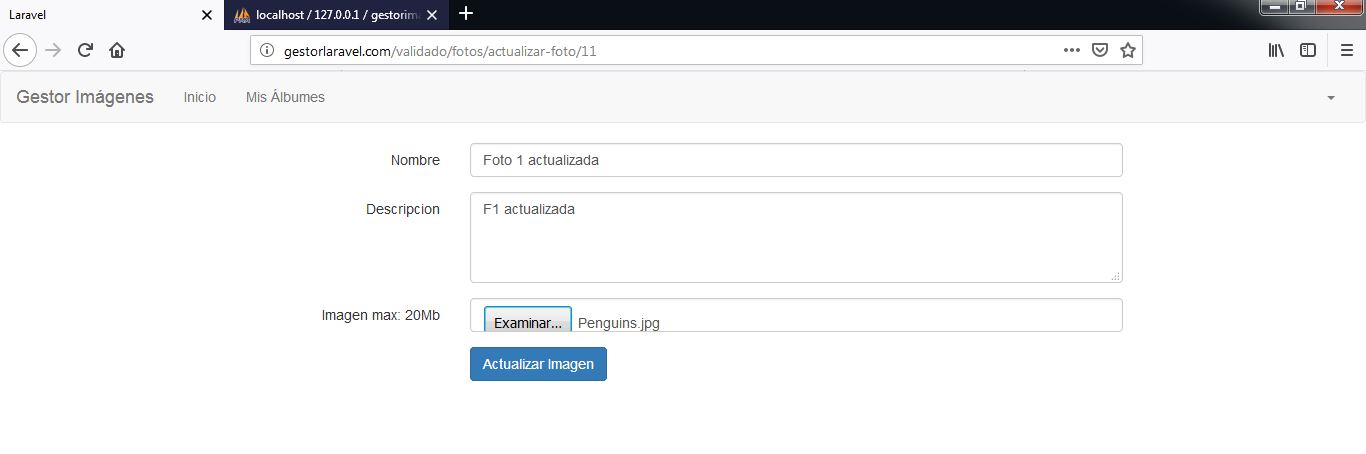 Laravel
localhost / 127.0.0.1 / gestorim
gestorlaravel.com/validado/fotos/actualizar-foto/11
Gestor Imágenes Inicio Mis Álbumes
Nombre Foto 1 actualizada
Descripcion F1 actualizada
Imagen max: 20Mb Examinar... Penguins.jpg
Actualizar Imagen